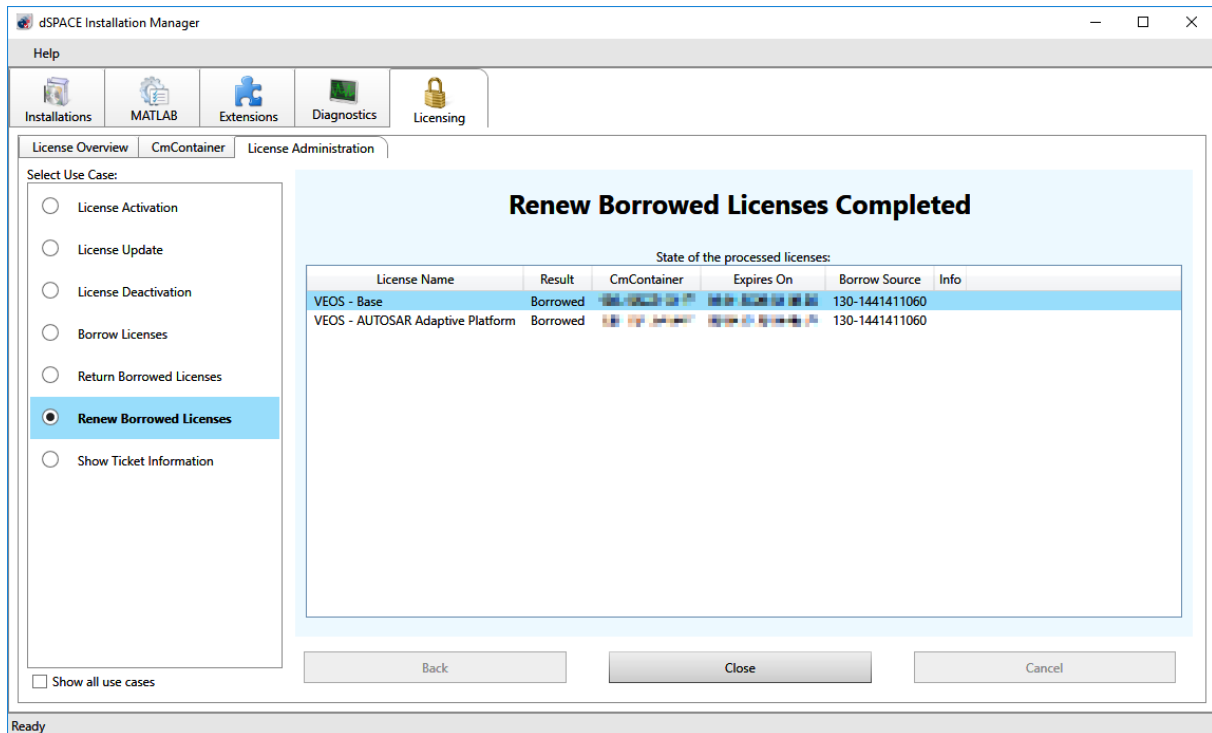 dSPACE Installation Manager
Help
Installations MATLAB Extensions Diagnostics Licensing
License Overview CmContainer License Administration
Select Use Case:
License Activation
License Update
License Deactivation
Borrow Licenses
Return Borrowed Licenses
Renew Borrowed Licenses
Show Ticket Information
Show all use cases
Renew Borrowed Licenses Completed
State of the processed licenses:
License Name Result CmContainer Expires On Borrow Source Info
VEOS - Base Borrowed 130-1441411060
VEOS - AUTOSAR Adaptive Platform Borrowed 130-1441411060
Back Close Cancel
Ready